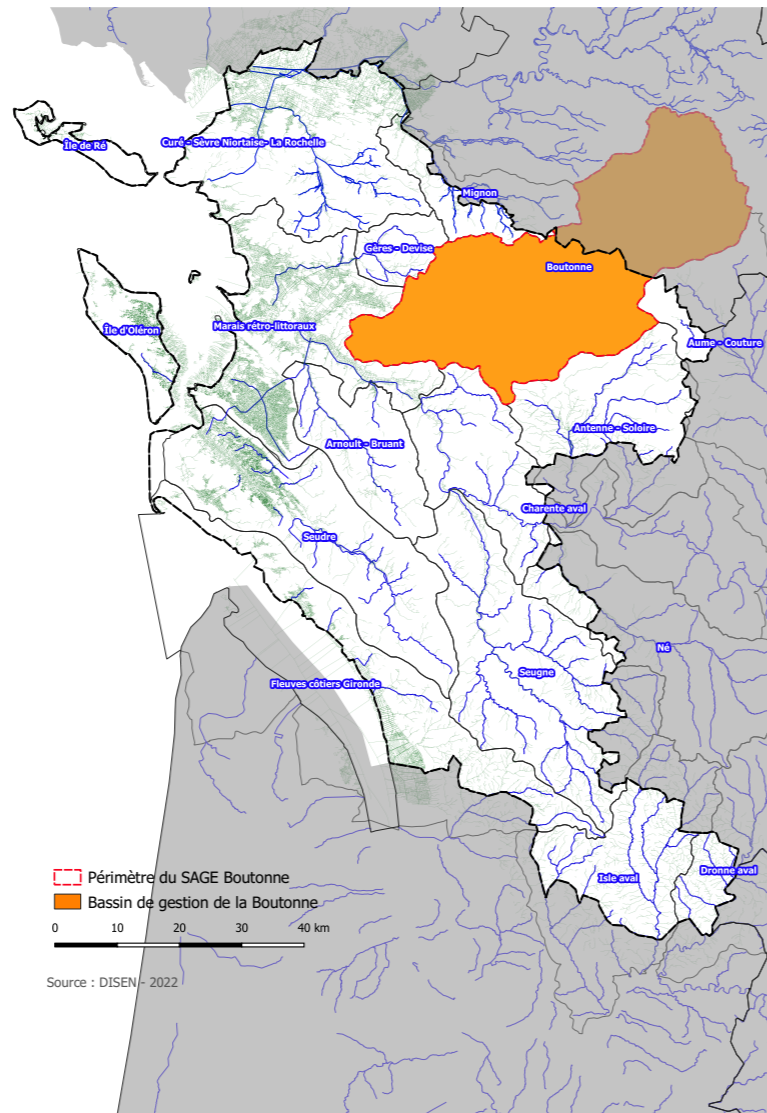 Île de Ré
Curé - Sèvre Niortaise- La Rochelle
Mignon
Gères - Devise
Boutonne
Île d'Oléron
Marais rétro-littoraux
Aume - Couture
Antenne - Soloire
Arnoult - Bruant
Charente aval
Seudre
Né
Seugne
Fleuves côtiers Gironde
Isle aval
Dronne aval
Périmètre du SAGE Boutonne
Bassin de gestion de la Boutonne
0 10 20 30 40 km
Source : DISEN - 2022